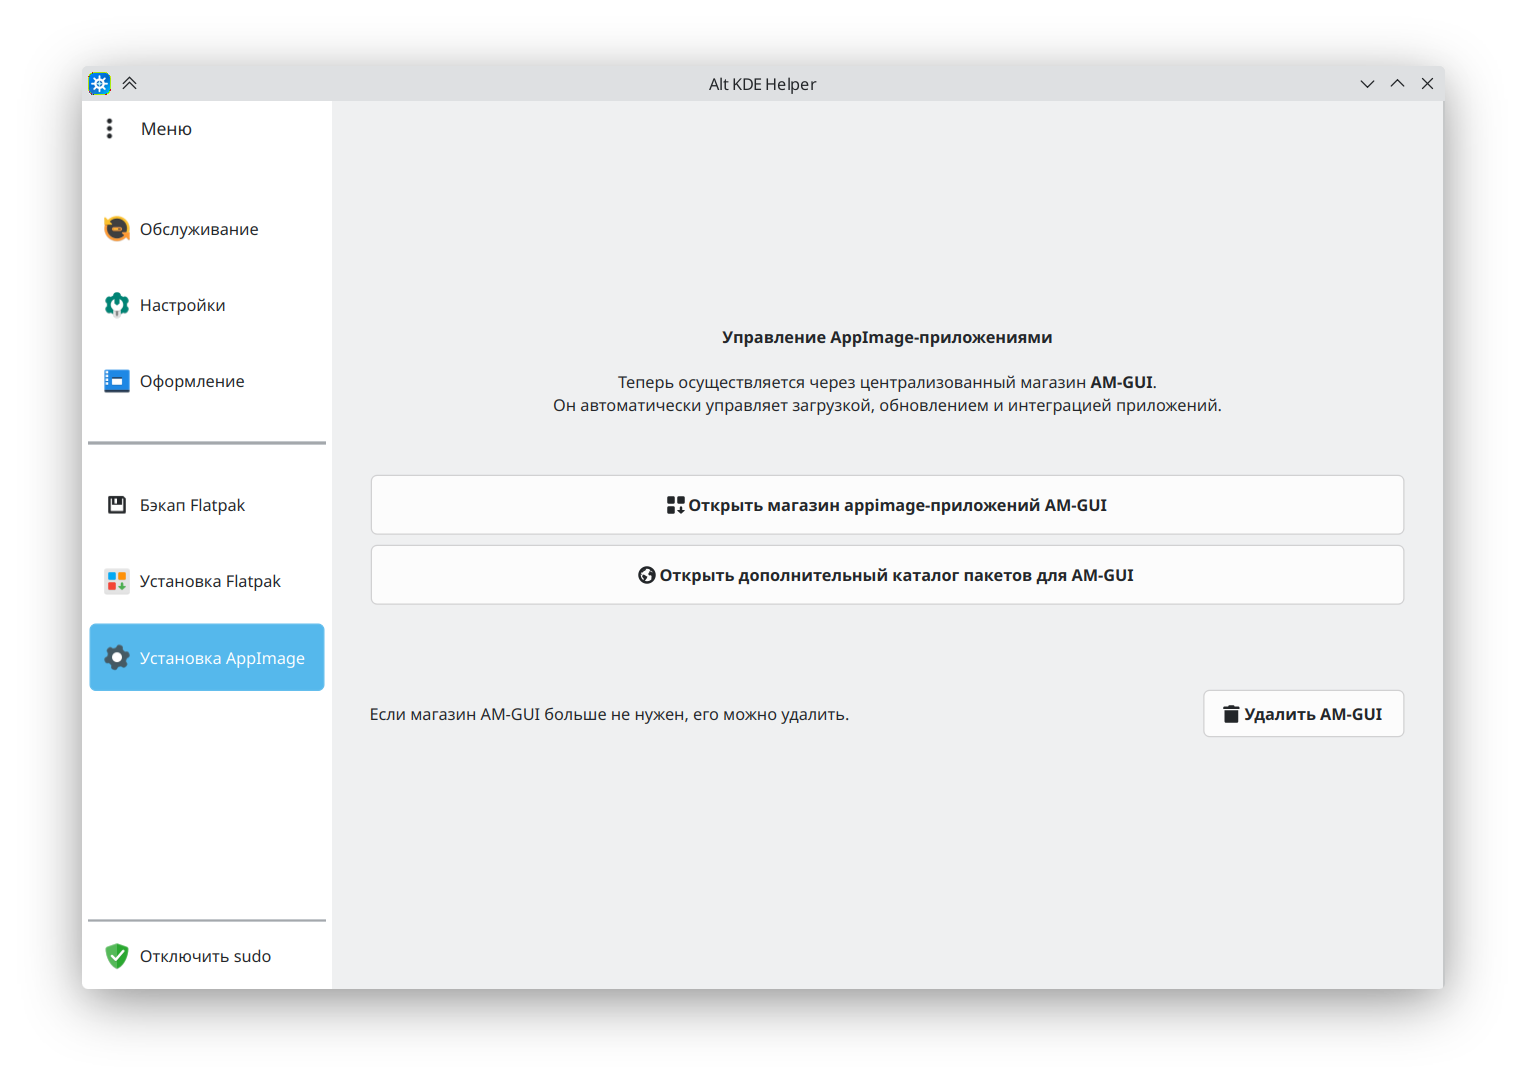 Alt KDE Helper
Меню
Обслуживание
Настройки
Оформление
Бэкап Flatpak
Установка Flatpak
Установка AppImage
Отключить sudo
Управление AppImage-приложениями
Теперь осуществляется через централизованный магазин AM-GUI.
Он автоматически управляет загрузкой, обновлением и интеграцией приложений.
Открыть магазин appimage-приложений AM-GUI
Открыть дополнительный каталог пакетов для AM-GUI
Если магазин AM-GUI больше не нужен, его можно удалить.
Удалить AM-GUI